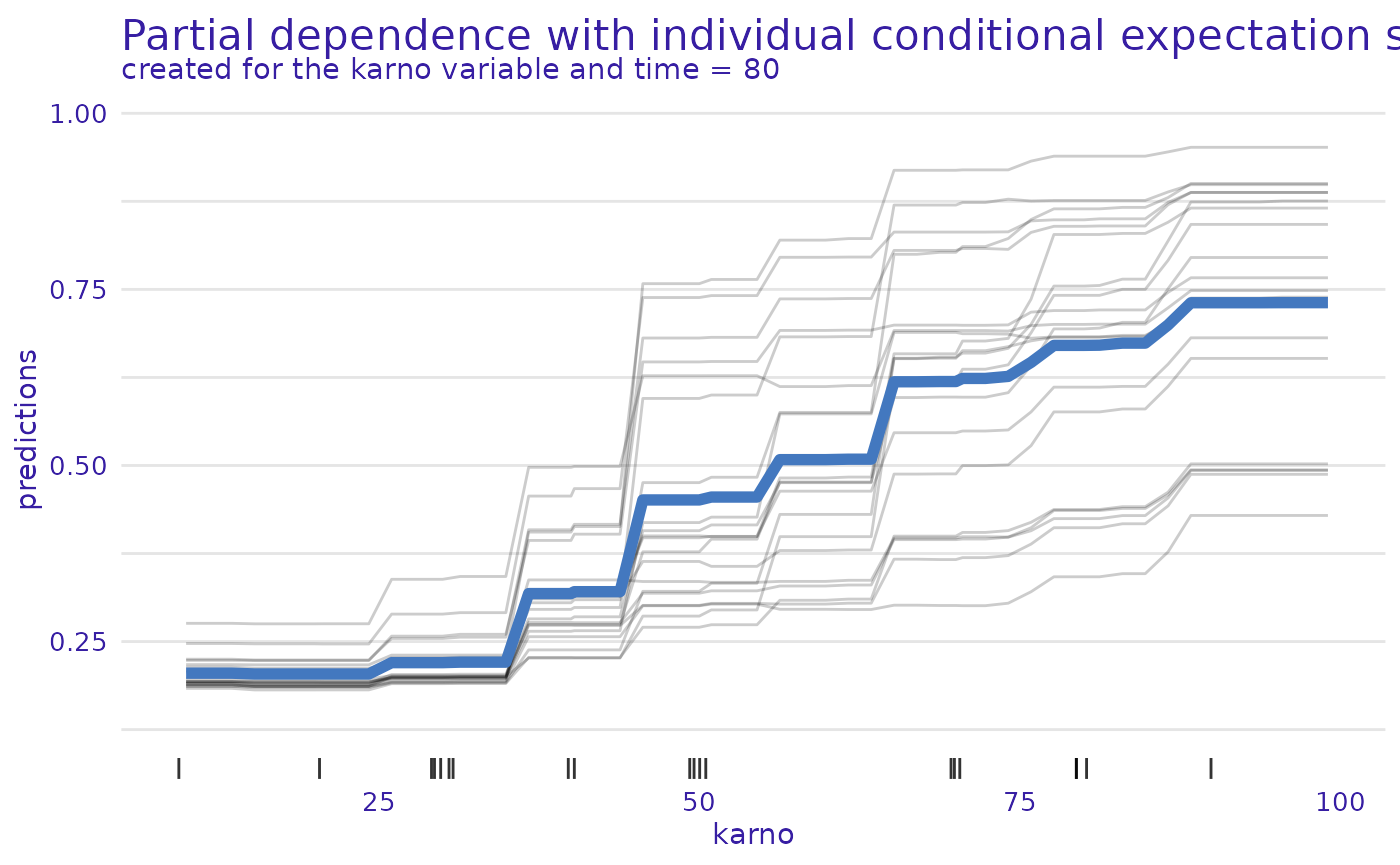 Partial dependence with individual conditional expectation s
created for the karno variable and time = 80
1.00
0.75
0.50
0.25
predictions
25 50 75 100
karno